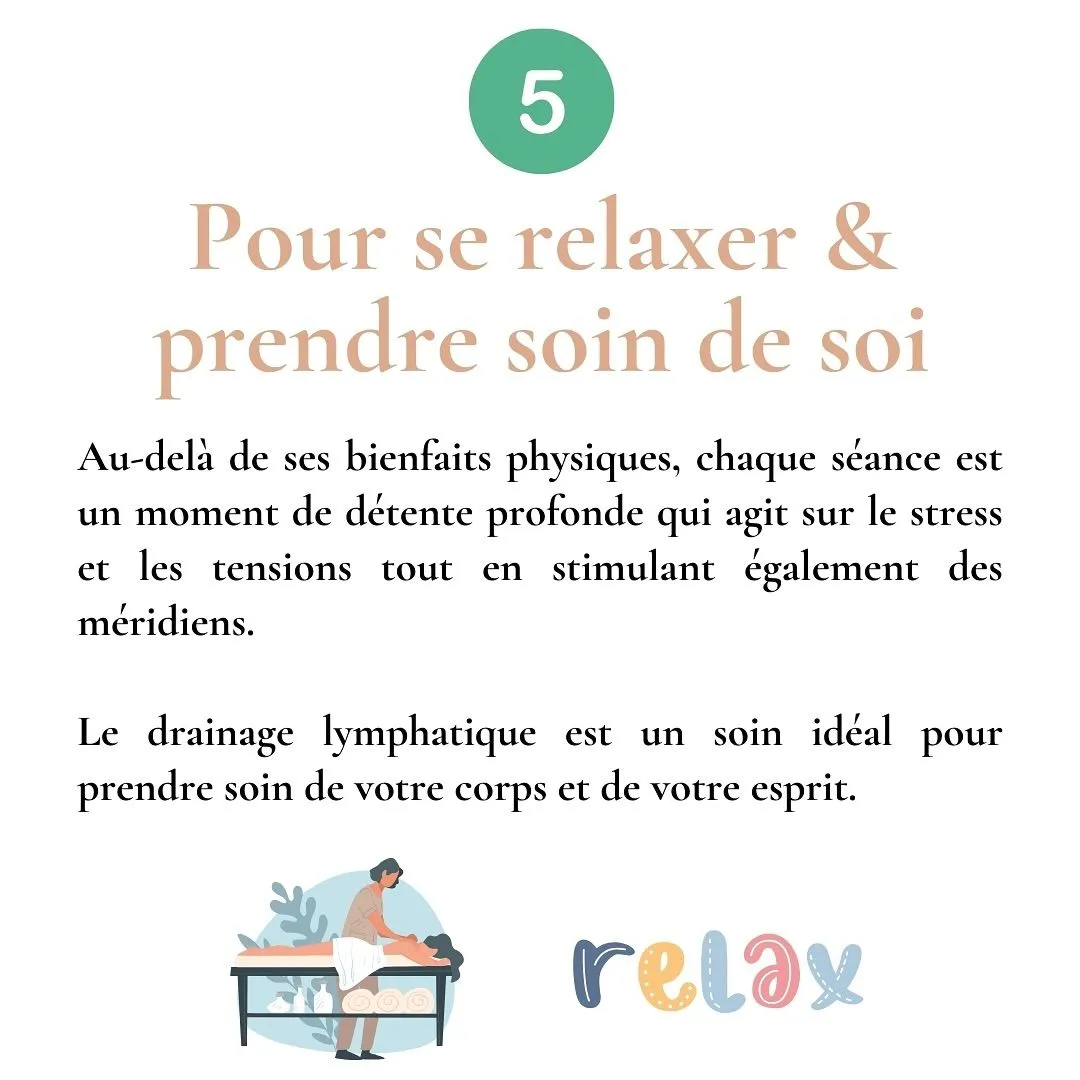 5
Pour se relaxer &
prendre soin de soi
Au-delà de ses bienfaits physiques, chaque séance est
un moment de détente profonde qui agit sur le stress
et les tensions tout en stimulant également des
méridiens.
Le drainage lymphatique est un soin idéal pour
prendre soin de votre corps et de votre esprit.
relax